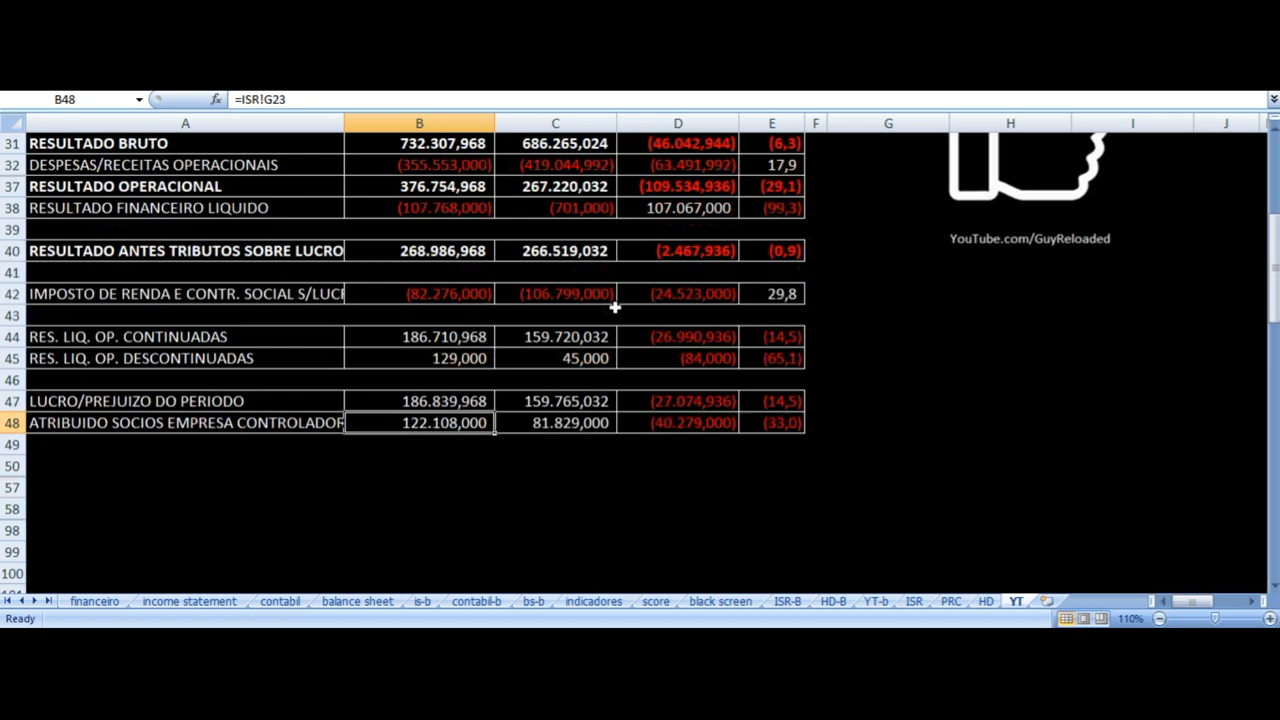 B48 fx =ISR!G23
A B C D E F G H I J
31 RESULTADO BRUTO 732.307,968 686.265,024 (46.042,944) (6,3)
32 DESPESAS/RECEITAS OPERACIONAIS (355.553,000) (419.044,992) (63.491,992) 17,9
37 RESULTADO OPERACIONAL 376.754,968 267.220,032 (109.534,936) (29,1)
38 RESULTADO FINANCEIRO LIQUIDO (107.768,000) (701,000) 107.067,000 (99,3)
YouTube.com/GuyReloaded
39
40 RESULTADO ANTES TRIBUTOS SOBRE LUCRO 268.986,968 266.519,032 (2.467,936) (0,9)
41
42 IMPOSTO DE RENDA E CONTR. SOCIAL S/LUCR (82.276,000) (106.799,000) (24.523,000) 29,8
43
44 RES. LIQ. OP. CONTINUADAS 186.710,968 159.720,032 (26.990,936) (14,5)
45 RES. LIQ. OP. DESCONTINUADAS 129,000 45,000 (84,000) (65,1)
46
47 LUCRO/PREJUIZO DO PERIODO 186.839,968 159.765,032 (27.074,936) (14,5)
48 ATRIBUIDO SOCIOS EMPRESA CONTROLADOR 122.108,000 81.829,000 (40.279,000) (33,0)
49
50
57
58
98
99
100
financeiro income statement contabil balance sheet is-b contabil-b bs-b indicadores score black screen ISR-B HD-B YT-b ISR PRC HD YT
Ready 110%